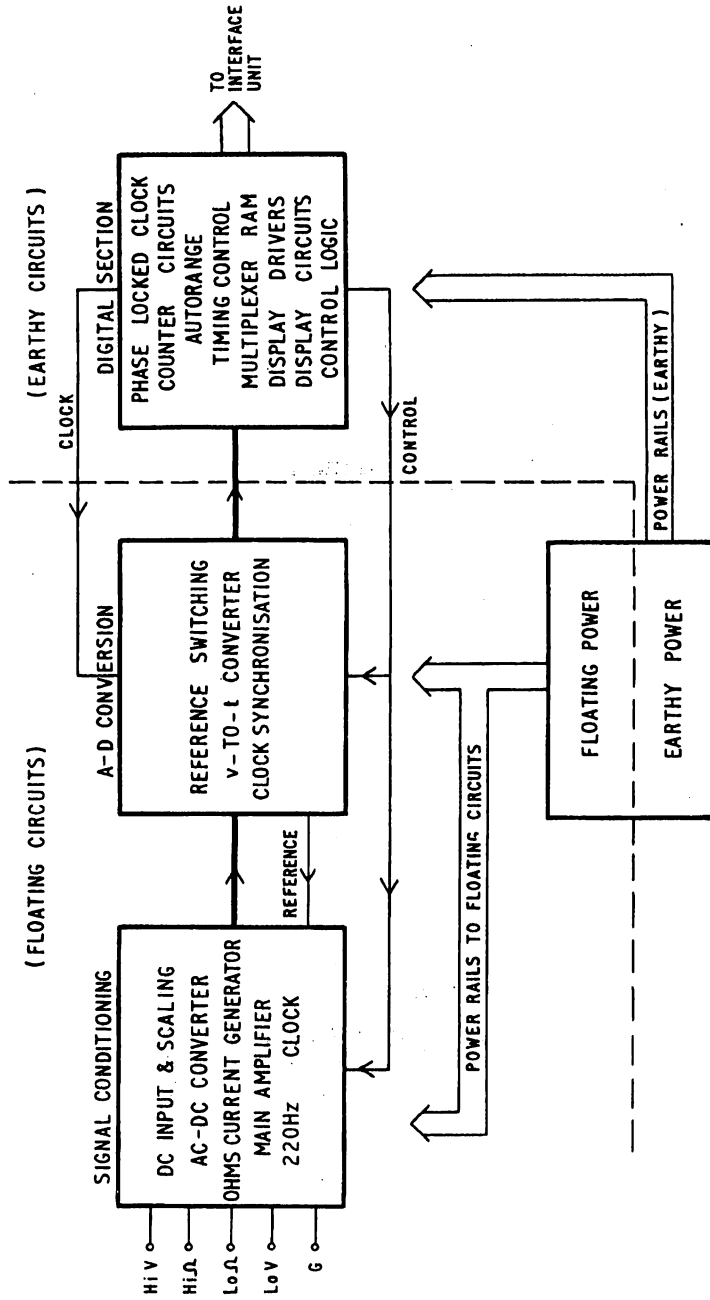 (FLOATING CIRCUITS)
(EARTHY CIRCUITS)
SIGNAL CONDITIONING
DC INPUT & SCALING
AC-DC CONVERTER
OHMS CURRENT GENERATOR
MAIN AMPLIFIER
220Hz CLOCK
Hi V
Hi Ω
Lo Ω
Lo V
G
REFERENCE
A-D CONVERSION
REFERENCE SWITCHING
V-TO-t CONVERTER
CLOCK SYNCHRONISATION
CLOCK
CONTROL
DIGITAL SECTION
PHASE LOCKED CLOCK
COUNTER CIRCUITS
AUTORANGE
TIMING CONTROL
MULTIPLEXER RAM
DISPLAY DRIVERS
DISPLAY CIRCUITS
CONTROL LOGIC
TO
INTERFACE
UNIT
POWER RAILS TO FLOATING CIRCUITS
FLOATING POWER
EARTHY POWER
POWER RAILS (EARTHY)